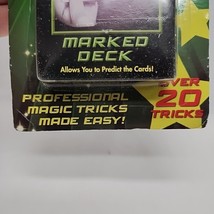 MARKED
DECK
Allows You to Predict the Cards!
PROFESSIONAL
MAGIC TRICKS
MADE EASY!
OVER
20
TRICKS